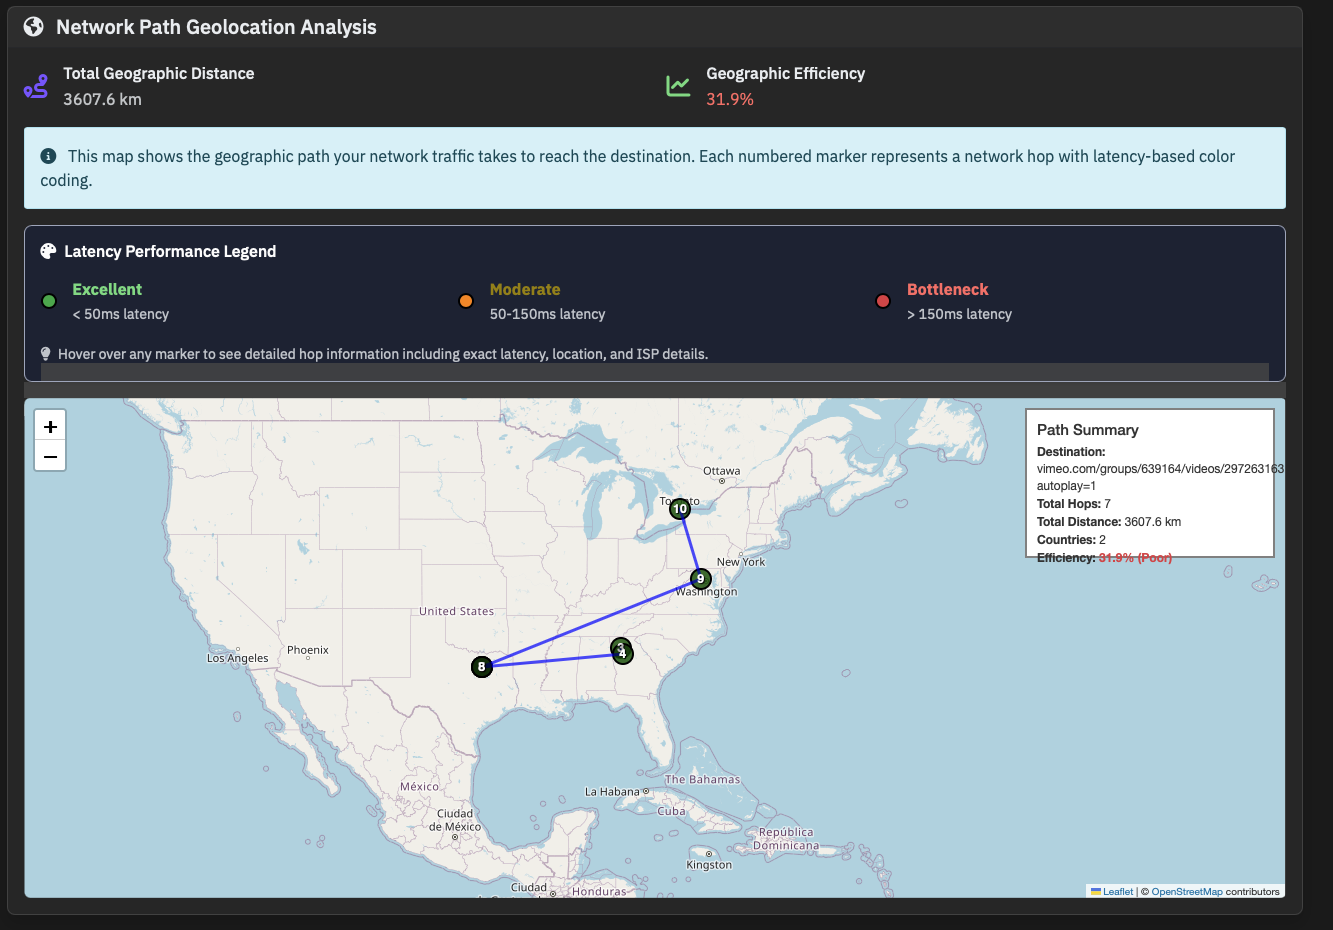 Network Path Geolocation Analysis
Total Geographic Distance
3607.6 km
Geographic Efficiency
31.9%
This map shows the geographic path your network traffic takes to reach the destination. Each numbered marker represents a network hop with latency-based color
coding.
Latency Performance Legend
Excellent
< 50ms latency
Moderate
50-150ms latency
Bottleneck
> 150ms latency
Hover over any marker to see detailed hop information including exact latency, location, and ISP details.
+
−
Path Summary
Destination:
vimeo.com/groups/639164/videos/297263163
autoplay=1
Total Hops: 7
Total Distance: 3607.6 km
Countries: 2
Efficiency: 31.9% (Poor)
Ottawa
10
New York
9
Washington
United States
Phoenix
Los Angeles
3
4
8
The Bahamas
México
La Habana
Cuba
Ciudad
de México
República
Dominicana
Kingston
Ciudad
Honduras
Leaflet | © OpenStreetMap contributors